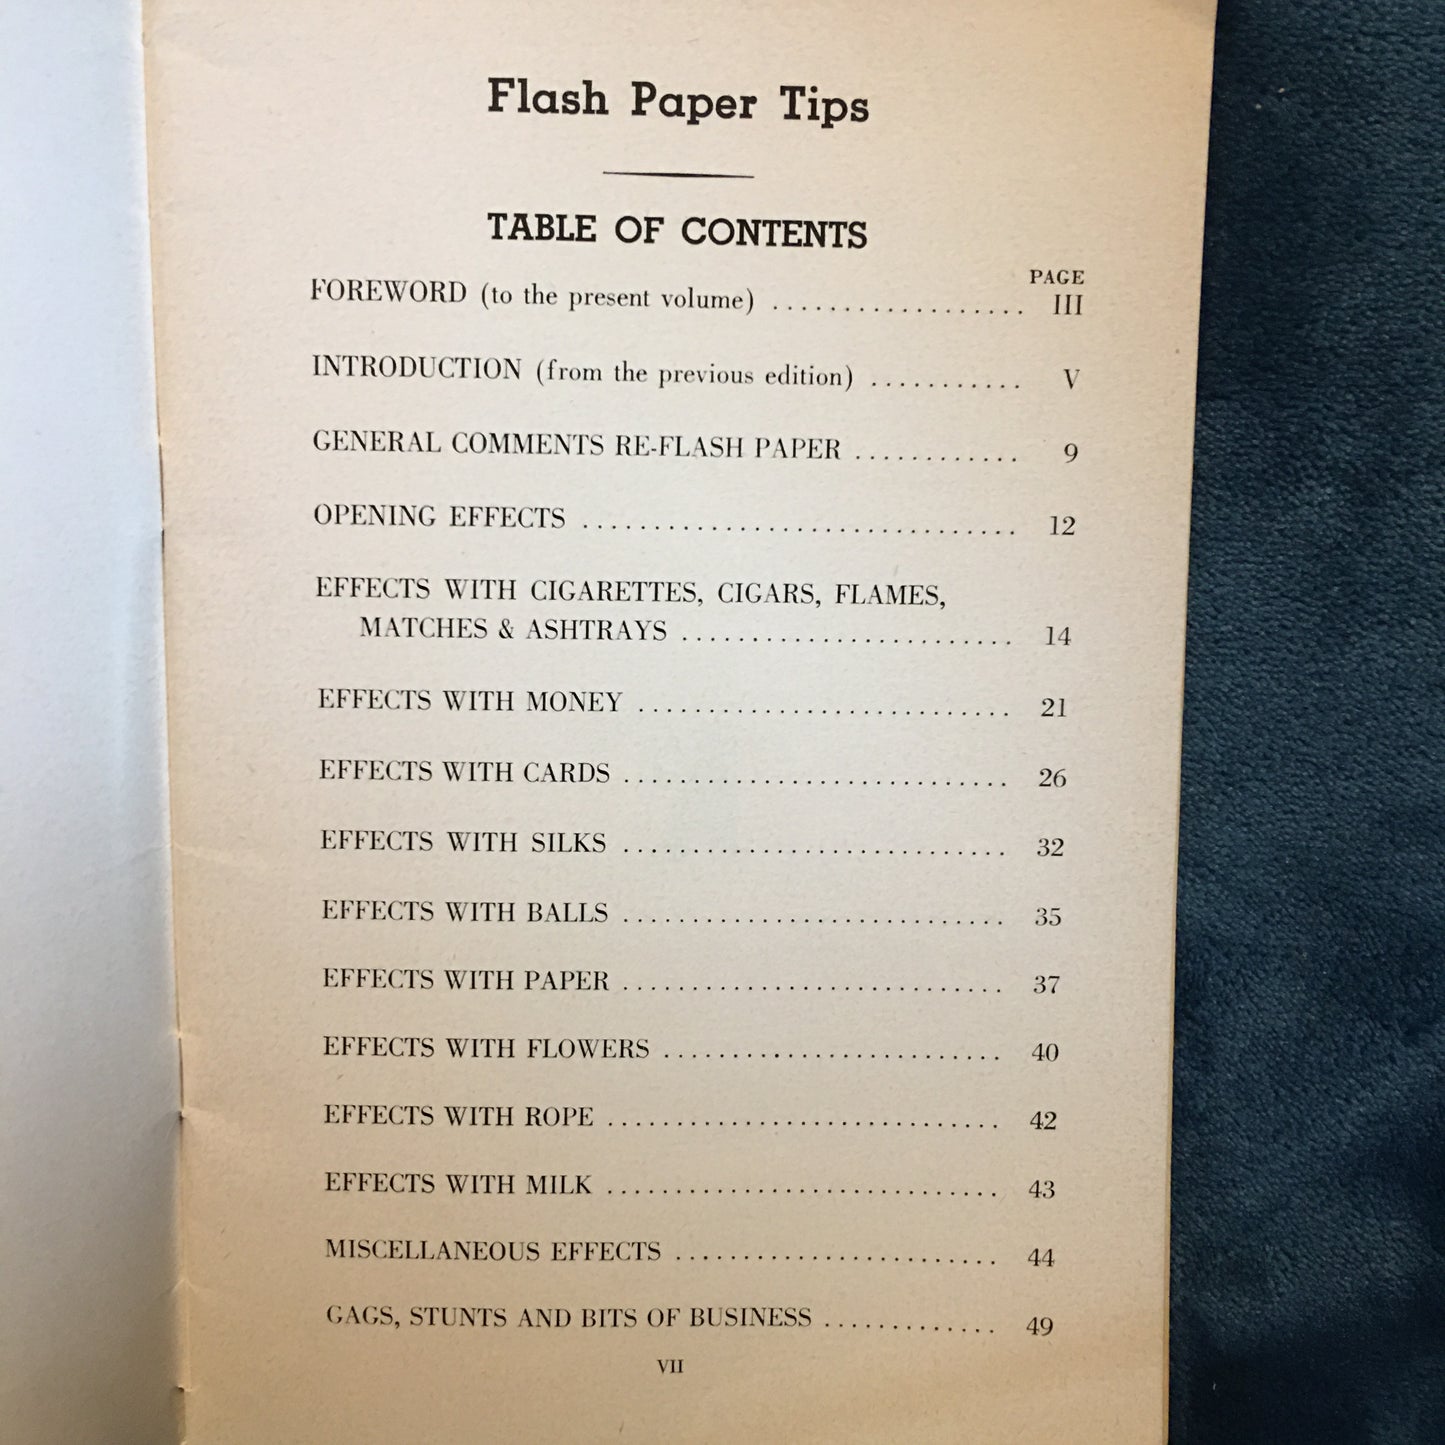 Flash Paper Tips
TABLE OF CONTENTS
PAGE
FOREWORD (to the present volume) .................. III
INTRODUCTION (from the previous edition) ........... V
GENERAL COMMENTS RE-FLASH PAPER ............ 9
OPENING EFFECTS ............................... 12
EFFECTS WITH CIGARETTES, CIGARS, FLAMES,
MATCHES & ASHTRAYS ........................ 14
EFFECTS WITH MONEY ........................... 21
EFFECTS WITH CARDS ............................ 26
EFFECTS WITH SILKS ............................ 32
EFFECTS WITH BALLS ............................ 35
EFFECTS WITH PAPER ............................ 37
EFFECTS WITH FLOWERS ......................... 40
EFFECTS WITH ROPE ............................. 42
EFFECTS WITH MILK ............................. 43
MISCELLANEOUS EFFECTS ........................ 44
GAGS, STUNTS AND BITS OF BUSINESS ............. 49
VII